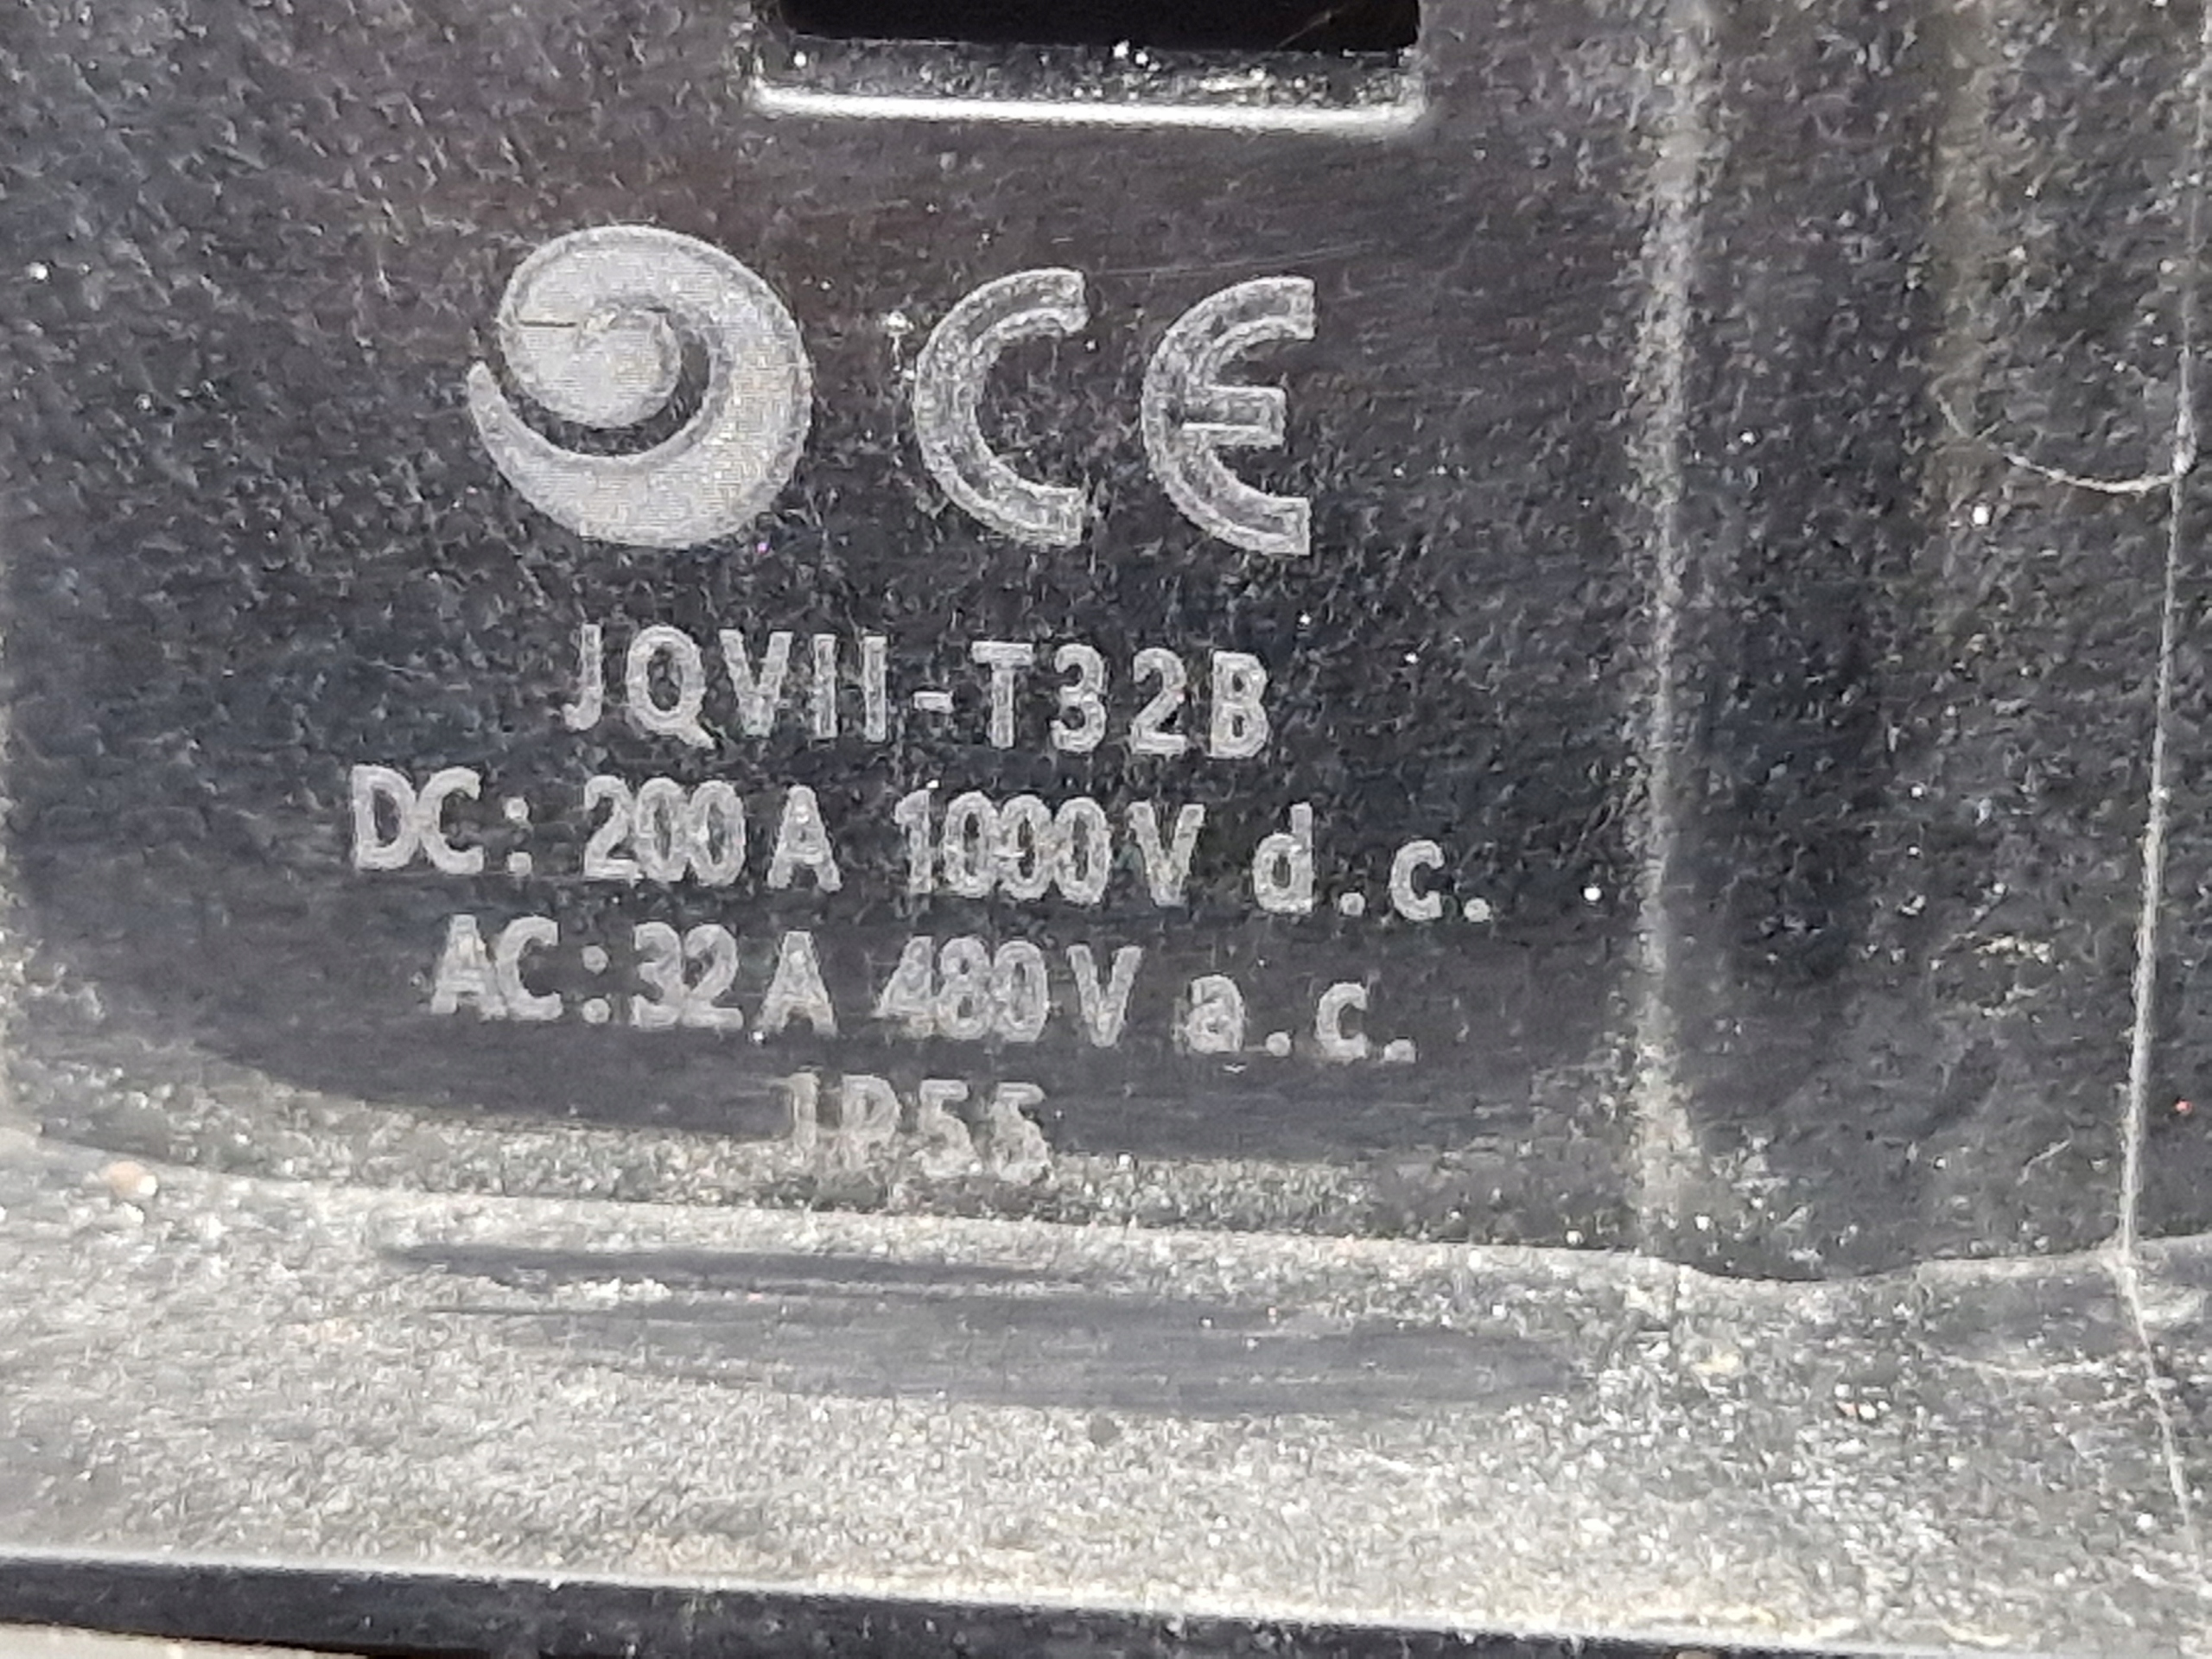 CE
JQVII-T32B
DC: 200A 1000V d.c.
AC:32A 480V a.c.
IP55